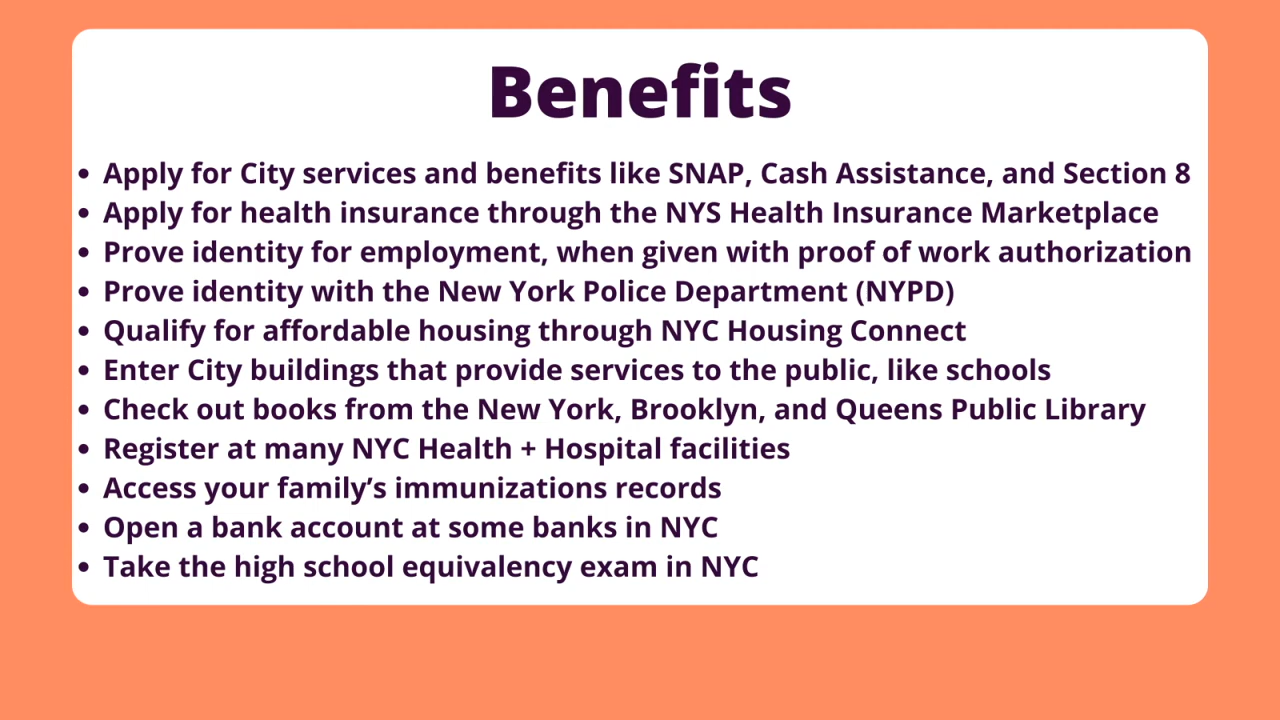 Benefits
• Apply for City services and benefits like SNAP, Cash Assistance, and Section 8
• Apply for health insurance through the NYS Health Insurance Marketplace
• Prove identity for employment, when given with proof of work authorization
• Prove identity with the New York Police Department (NYPD)
• Qualify for affordable housing through NYC Housing Connect
• Enter City buildings that provide services to the public, like schools
• Check out books from the New York, Brooklyn, and Queens Public Library
• Register at many NYC Health + Hospital facilities
• Access your family’s immunizations records
• Open a bank account at some banks in NYC
• Take the high school equivalency exam in NYC